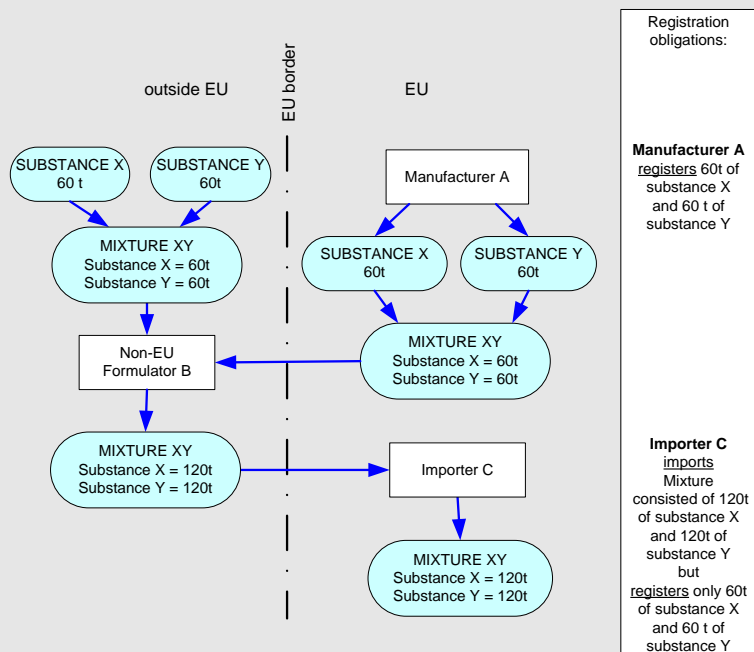 outside EU
EU border
EU
SUBSTANCE X
60 t
SUBSTANCE Y
60t
MIXTURE XY
Substance X = 60t
Substance Y = 60t
Non-EU
Formulator B
MIXTURE XY
Substance X = 120t
Substance Y = 120t
Manufacturer A
SUBSTANCE X
60t
SUBSTANCE Y
60t
MIXTURE XY
Substance X = 60t
Substance Y = 60t
Importer C
MIXTURE XY
Substance X = 120t
Substance Y = 120t
Registration
obligations:
Manufacturer A
registers 60t of
substance X
and 60 t of
substance Y
Importer C
imports
Mixture
consisted of 120t
of substance X
and 120t of
substance Y
but
registers only 60t
of substance X
and 60 t of
substance Y